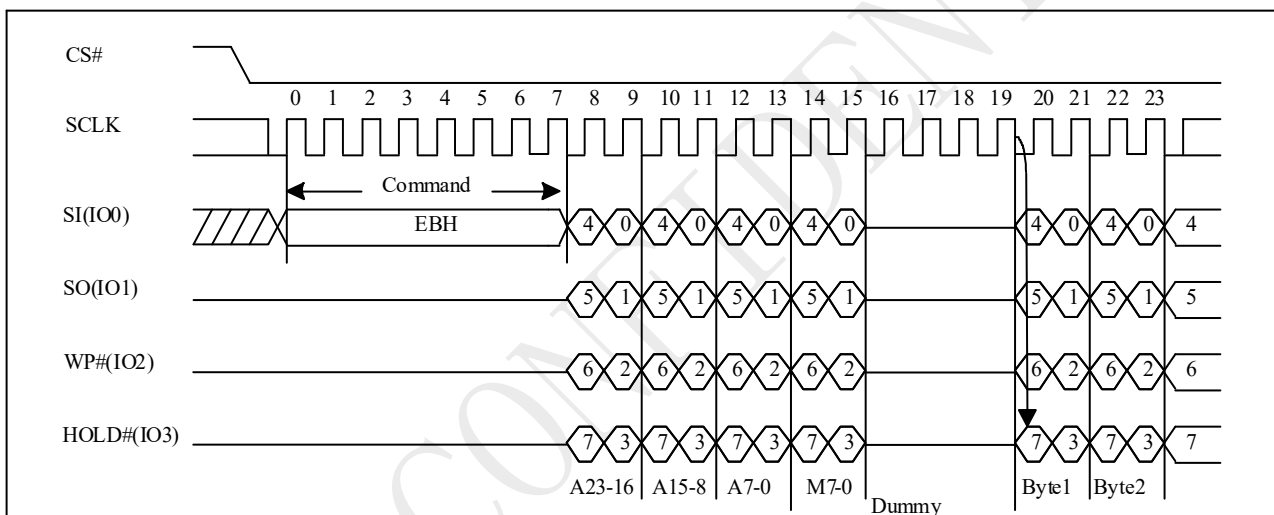 CS#
0 1 2 3 4 5 6 7 8 9 10 11 12 13 14 15 16 17 18 19 20 21 22 23
SCLK
Command
SI(IO0) EBH 4 0 4 0 4 0 4 0 4 0 4 0 4
SO(IO1) 5 1 5 1 5 1 5 1 5 1 5 1 5
WP#(IO2) 6 2 6 2 6 2 6 2 6 2 6 2 6
HOLD#(IO3) 7 3 7 3 7 3 7 3 7 3 7 3 7
A23-16 A15-8 A7-0 M7-0 Byte1 Byte2
Dummy
CONFIDEN